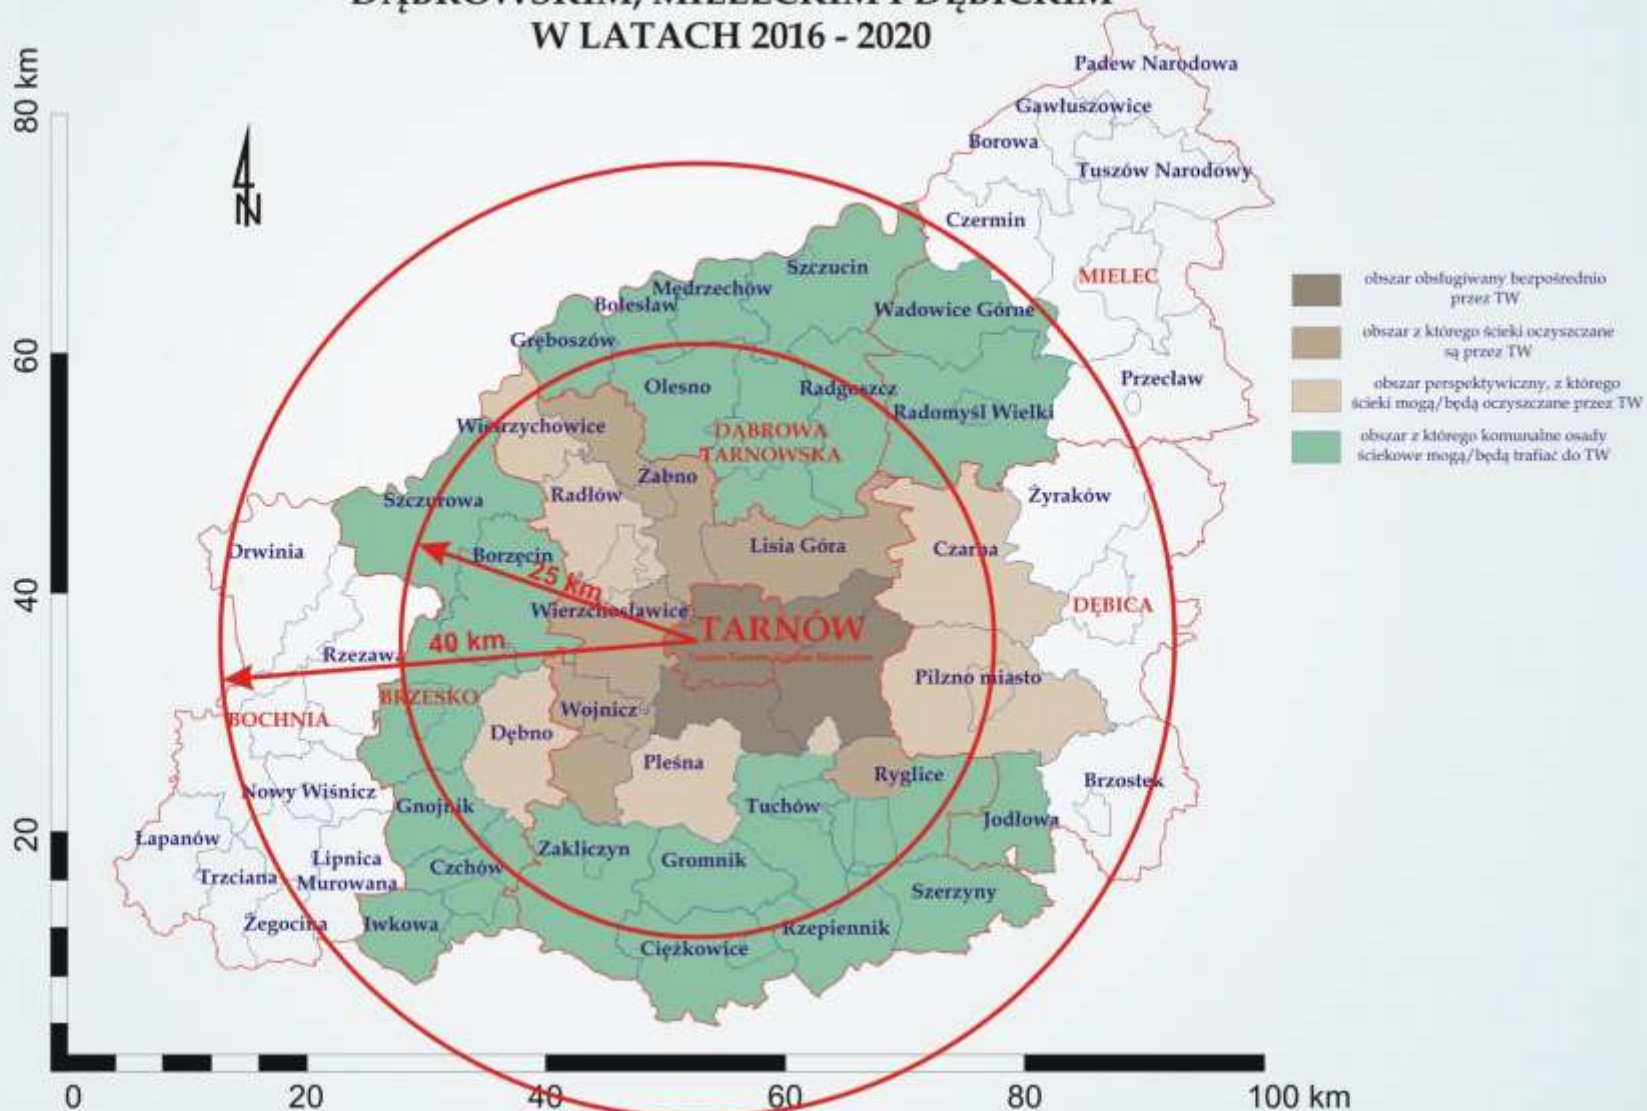 DĄBROWSKIM, MIELECKIM I DĘBICKIM
W LATACH 2016 - 2020
80 km
60
40
20
0
20
40
60
80
100 km
N
Padew Narodowa
Gawłuszowice
Borowa
Tuszów Narodowy
Czermin
MIELEC
Szczucin
Mędrzechów
Bolesław
Wadowice Górne
Gręboszów
Olesno
Radgoszcz
Przecław
Radomyśl Wielki
Wietrzychowice
DĄBROWA
TARNOWSKA
Żabno
Szczurowa
Radłów
Żyraków
Drwinia
Borzęcin
Lisia Góra
Czarna
25 km
Wierzchosławice
DĘBICA
TARNÓW
40 km
Rzezawa
Pilzno miasto
BRZESKO
BOCHNIA
Wojnicz
Dębno
Pleśna
Ryglice
Brzostek
Nowy Wiśnicz
Gnojnik
Tuchów
Jodłowa
Łapanów
Zakliczyn
Gromnik
Lipnica
Murowana
Trzciana
Czchów
Szerzyny
Żegocina
Iwkowa
Rzepiennik
Ciężkowice
obszar obsługiwany bezpośrednio
przez TW
obszar z którego ścieki oczyszczane
są przez TW
obszar perspektywiczny, z którego
ścieki mogą/będą oczyszczane przez TW
obszar z którego komunalne osady
ściekowe mogą/będą trafiać do TW